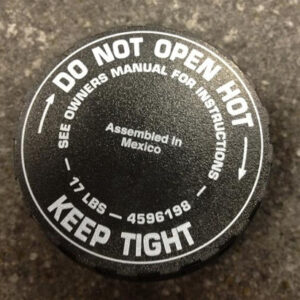 DO NOT OPEN HOT
SEE OWNERS MANUAL FOR INSTRUCTIONS
Assembled in
Mexico
17 LBS — 4596198
KEEP TIGHT